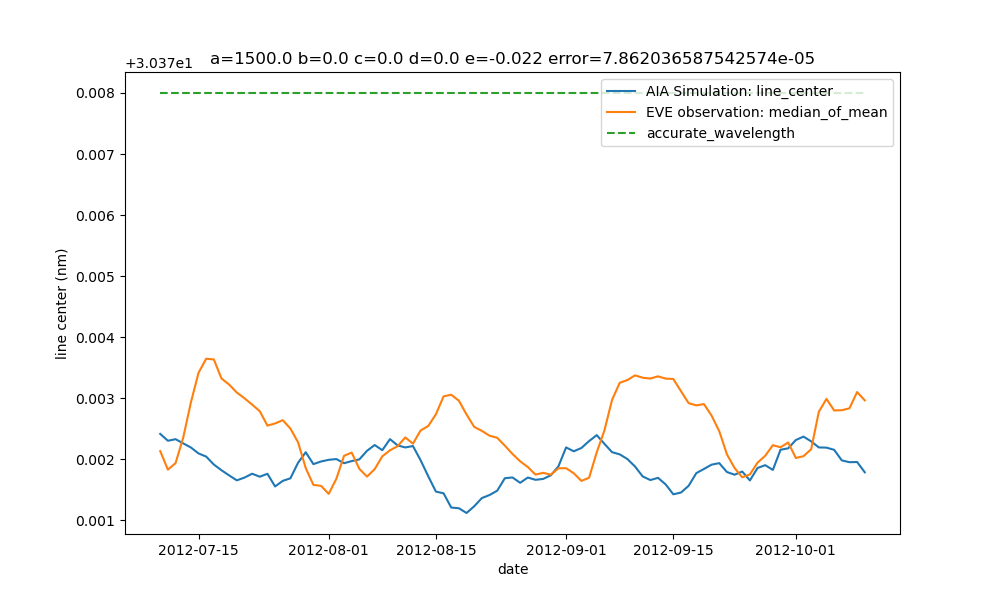 +3.037e1
a=1500.0 b=0.0 c=0.0 d=0.0 e=-0.022 error=7.862036587542574e-05
AIA Simulation: line_center
EVE observation: median_of_mean
accurate_wavelength
0.008
0.007
0.006
0.005
0.004
0.003
0.002
0.001
line center (nm)
2012-07-15
2012-08-01
2012-08-15
2012-09-01
2012-09-15
2012-10-01
date